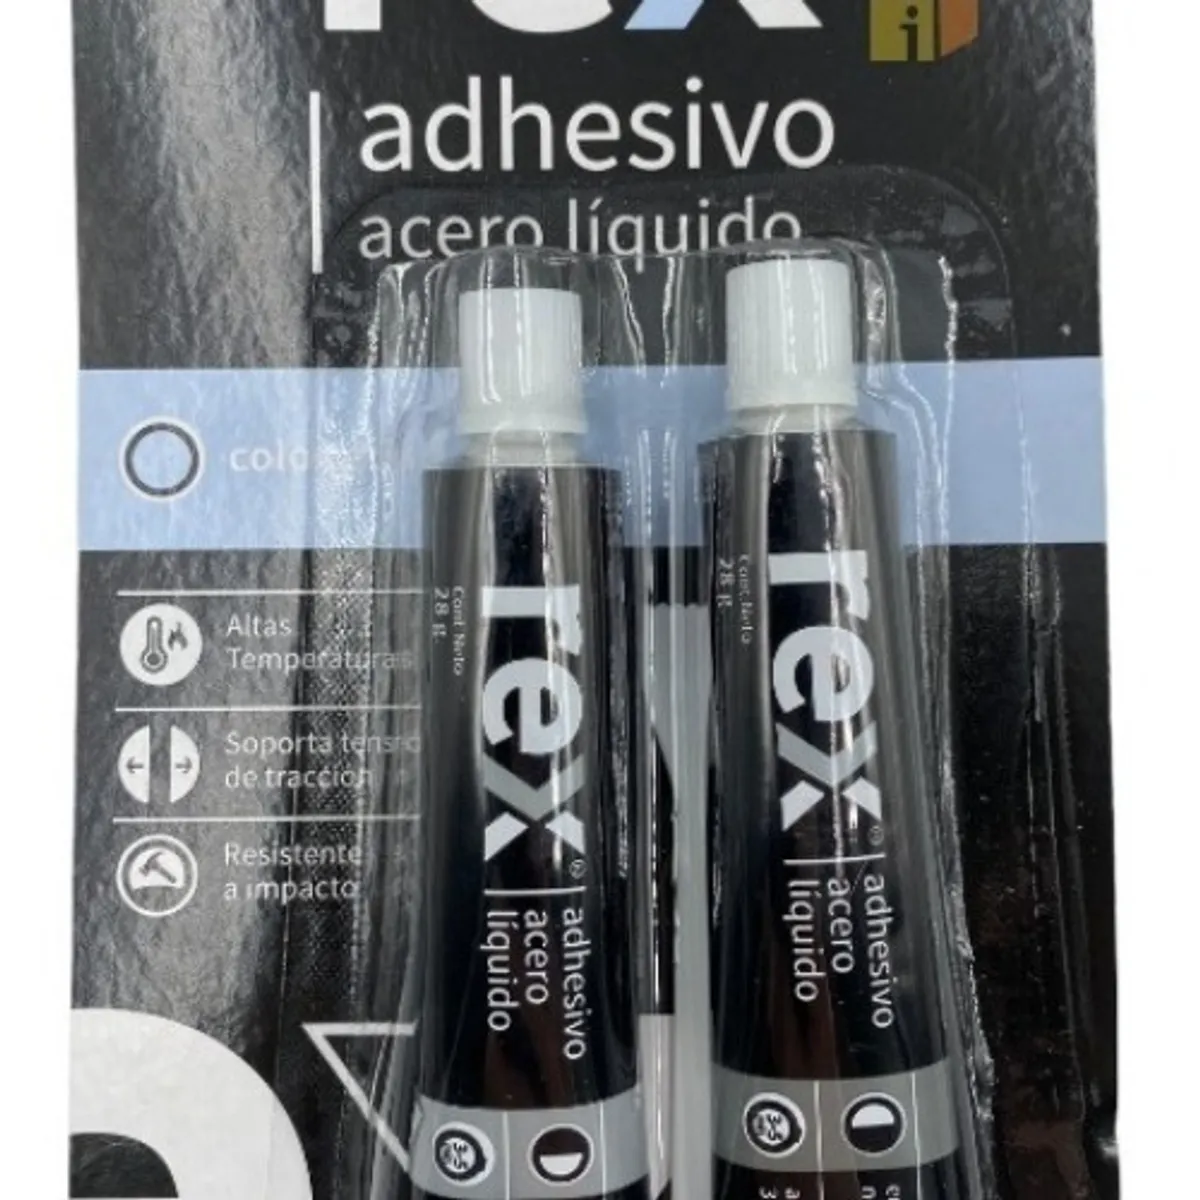 rex
adhesivo
acero líquido
Altas
Temperaturas
Soporta
de tracción
Resistente
a impacto
Cont. Neto
28 g.
rex®
adhesivo
acero
líquido
Cont. Neto
28 g.
rex®
adhesivo
acero
líquido